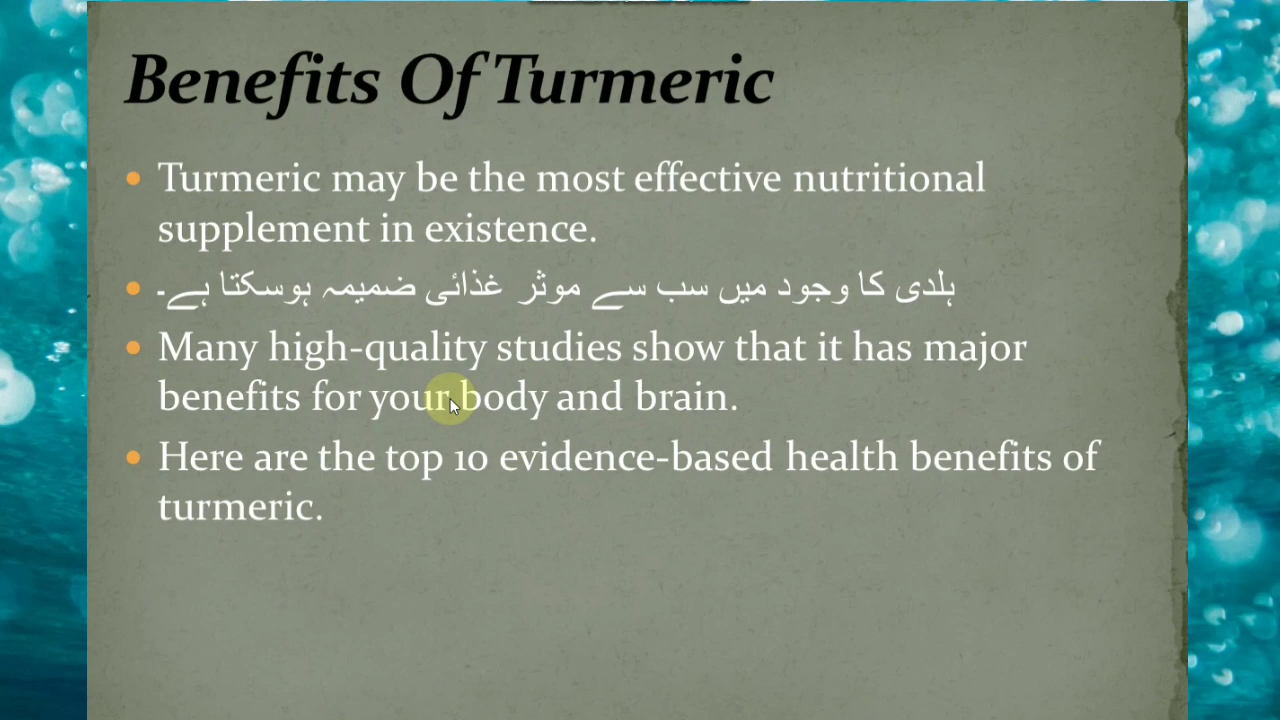 Benefits Of Turmeric
Turmeric may be the most effective nutritional
supplement in existence.
ہلدی کا وجود میں سب سے موثر غذائی ضمیمہ ہوسکتا ہے۔
Many high-quality studies show that it has major
benefits for your body and brain.
Here are the top 10 evidence-based health benefits of
turmeric.